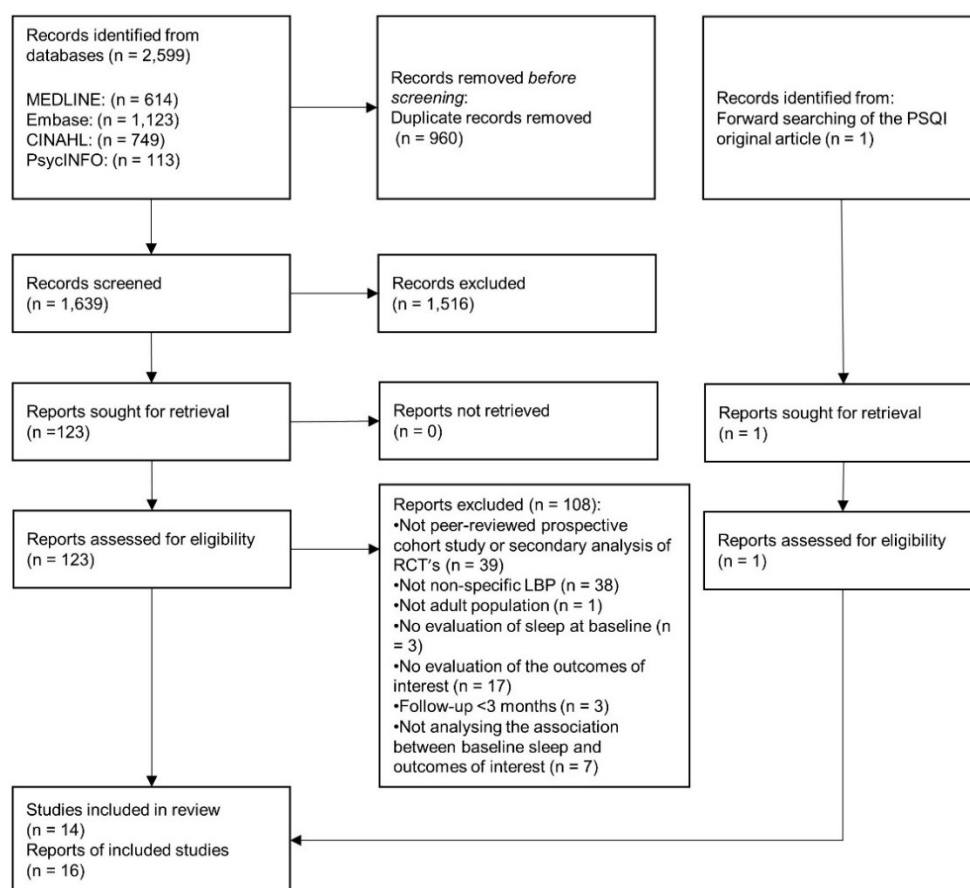 Records identified from
databases (n = 2,599)
MEDLINE: (n = 614)
Embase: (n = 1,123)
CINAHL: (n = 749)
PsycINFO: (n = 113)
Records removed before
screening:
Duplicate records removed
(n = 960)
Records identified from:
Forward searching of the PSQI
original article (n = 1)
Records screened
(n = 1,639)
Records excluded
(n = 1,516)
Reports sought for retrieval
(n =123)
Reports not retrieved
(n = 0)
Reports sought for retrieval
(n = 1)
Reports assessed for eligibility
(n = 123)
Reports excluded (n = 108):
•Not peer-reviewed prospective
cohort study or secondary analysis of
RCT's (n = 39)
•Not non-specific LBP (n = 38)
•Not adult population (n = 1)
•No evaluation of sleep at baseline (n
= 3)
•No evaluation of the outcomes of
interest (n = 17)
•Follow-up <3 months (n = 3)
•Not analysing the association
between baseline sleep and
outcomes of interest (n = 7)
Reports assessed for eligibility
(n = 1)
Studies included in review
(n = 14)
Reports of included studies
(n = 16)